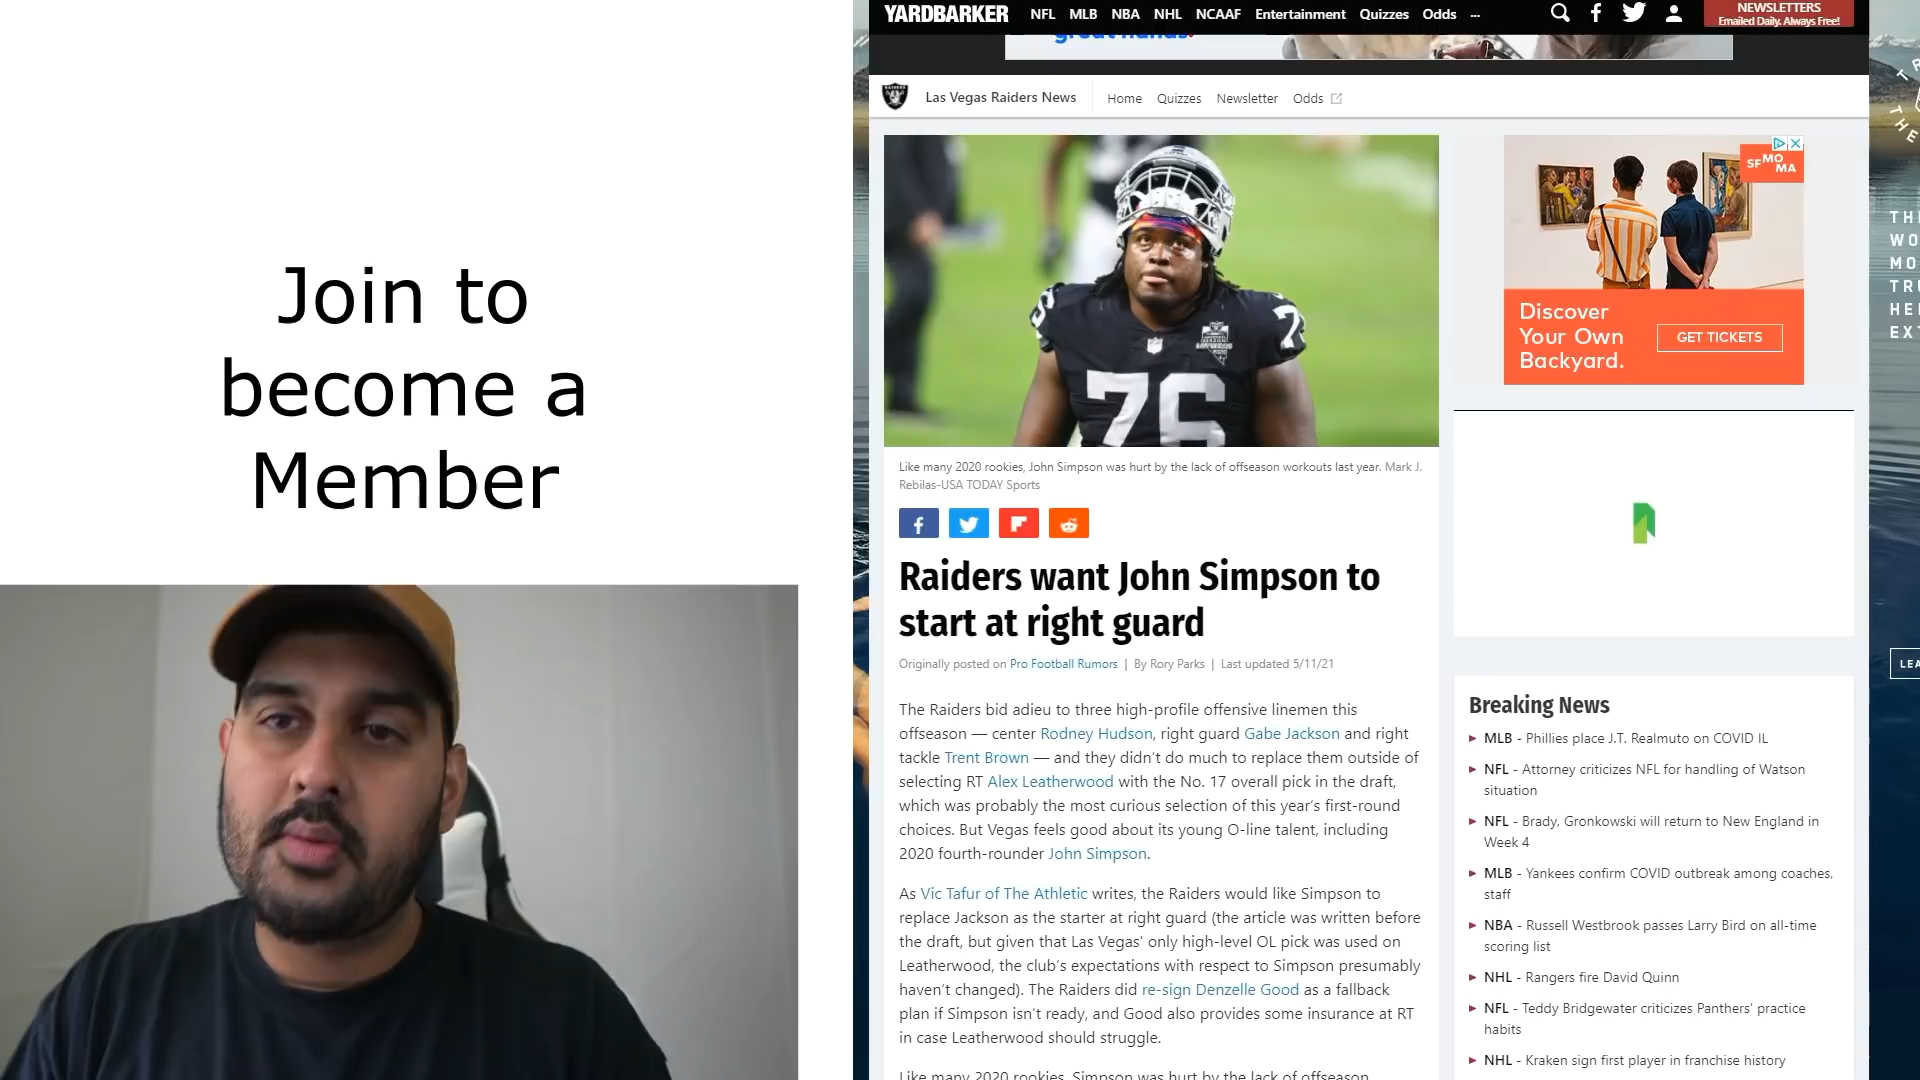 YARDBARKER NFL MLB NBA NHL NCAAF Entertainment Quizzes Odds ...
NEWSLETTERS
Emailed Daily. Always Free!
Las Vegas Raiders News Home Quizzes Newsletter Odds
Join to
become a
Member
76
Like many 2020 rookies, John Simpson was hurt by the lack of offseason workouts last year. Mark J.
Rebilas-USA TODAY Sports
Raiders want John Simpson to
start at right guard
Originally posted on Pro Football Rumors | By Rory Parks | Last updated 5/11/21
The Raiders bid adieu to three high-profile offensive linemen this
offseason — center Rodney Hudson, right guard Gabe Jackson and right
tackle Trent Brown — and they didn't do much to replace them outside of
selecting RT Alex Leatherwood with the No. 17 overall pick in the draft,
which was probably the most curious selection of this year's first-round
choices. But Vegas feels good about its young O-line talent, including
2020 fourth-rounder John Simpson.
As Vic Tafur of The Athletic writes, the Raiders would like Simpson to
replace Jackson as the starter at right guard (the article was written before
the draft, but given that Las Vegas' only high-level OL pick was used on
Leatherwood, the club's expectations with respect to Simpson presumably
haven't changed). The Raiders did re-sign Denzelle Good as a fallback
plan if Simpson isn't ready, and Good also provides some insurance at RT
in case Leatherwood should struggle.
Like many 2020 rookies, Simpson was hurt by the lack of offseason
SFMOMA
Discover
Your Own
Backyard.
GET TICKETS
Breaking News
MLB - Phillies place J.T. Realmuto on COVID IL
NFL - Attorney criticizes NFL for handling of Watson
situation
NFL - Brady, Gronkowski will return to New England in
Week 4
MLB - Yankees confirm COVID outbreak among coaches,
staff
NBA - Russell Westbrook passes Larry Bird on all-time
scoring list
NHL - Rangers fire David Quinn
NFL - Teddy Bridgewater criticizes Panthers' practice
habits
NHL - Kraken sign first player in franchise history